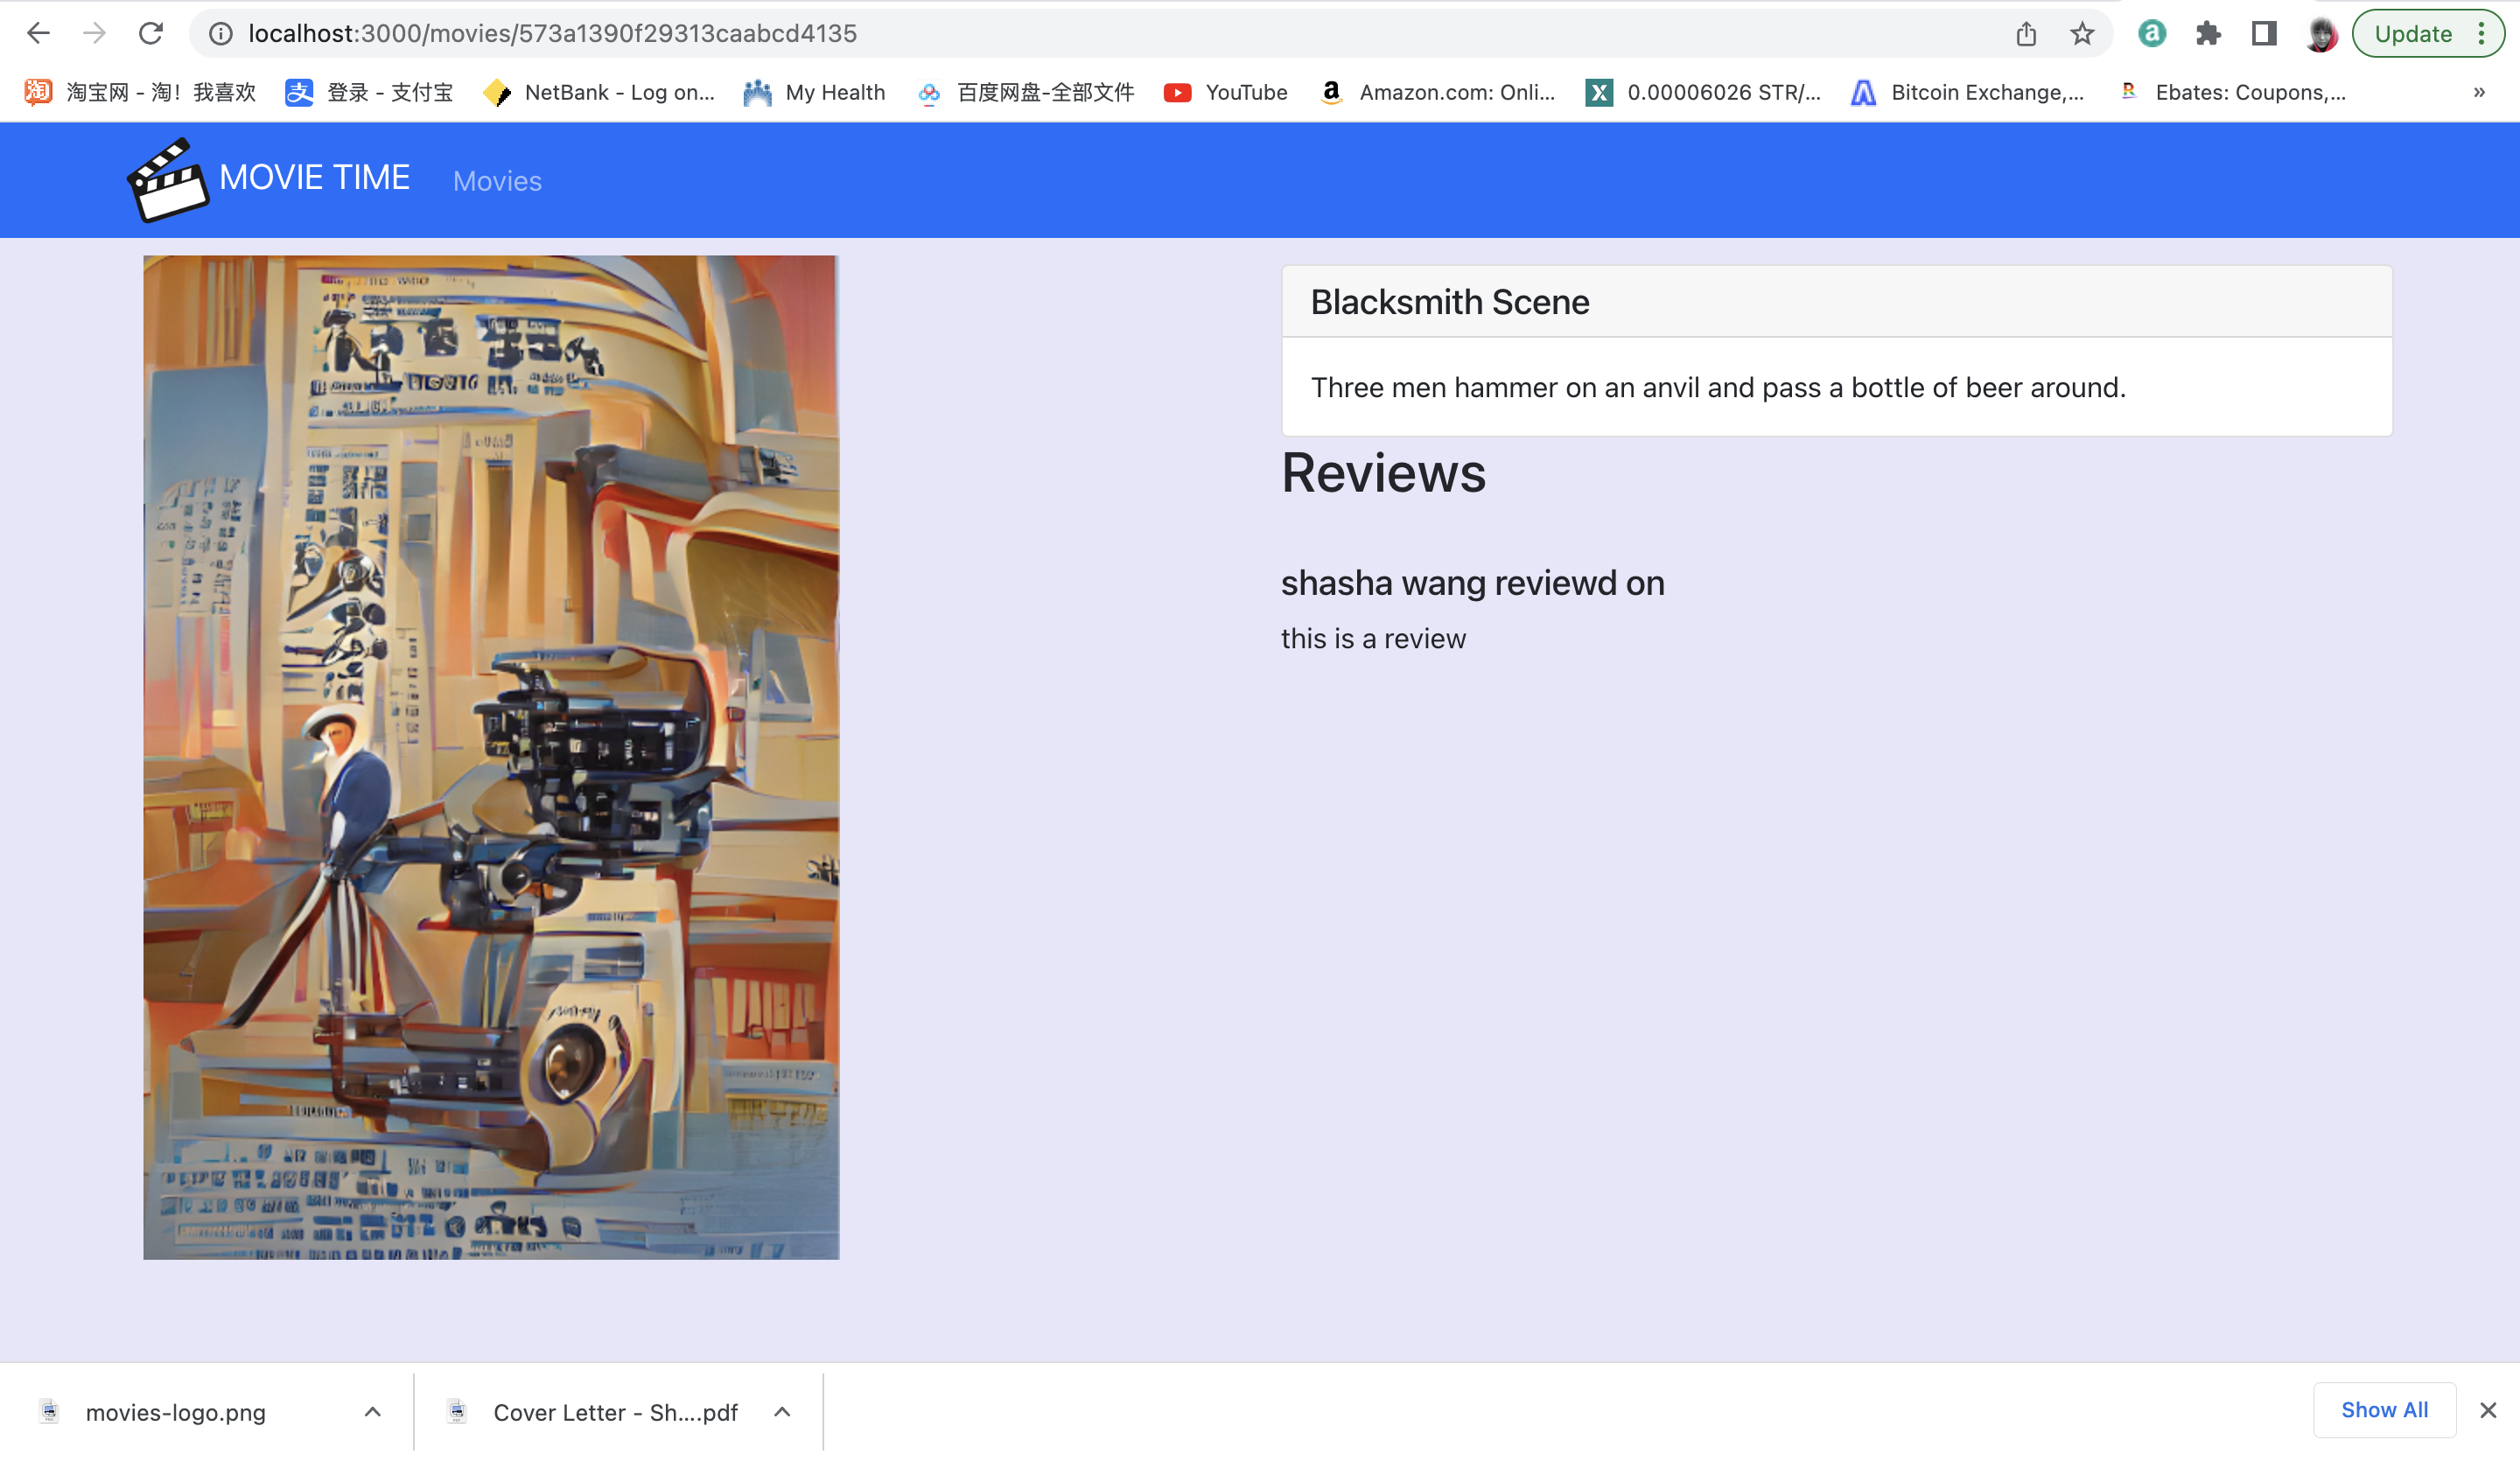 localhost:3000/movies/573a1390f29313caabcd4135
Update
淘宝网 - 淘！我喜欢
登录 - 支付宝
NetBank - Log on...
My Health
百度网盘-全部文件
YouTube
Amazon.com: Onli...
0.00006026 STR/...
Bitcoin Exchange,...
Ebates: Coupons,...
»
MOVIE TIME
Movies
Blacksmith Scene
Three men hammer on an anvil and pass a bottle of beer around.
Reviews
shasha wang reviewd on
this is a review
movies-logo.png
Cover Letter - Sh....pdf
Show All